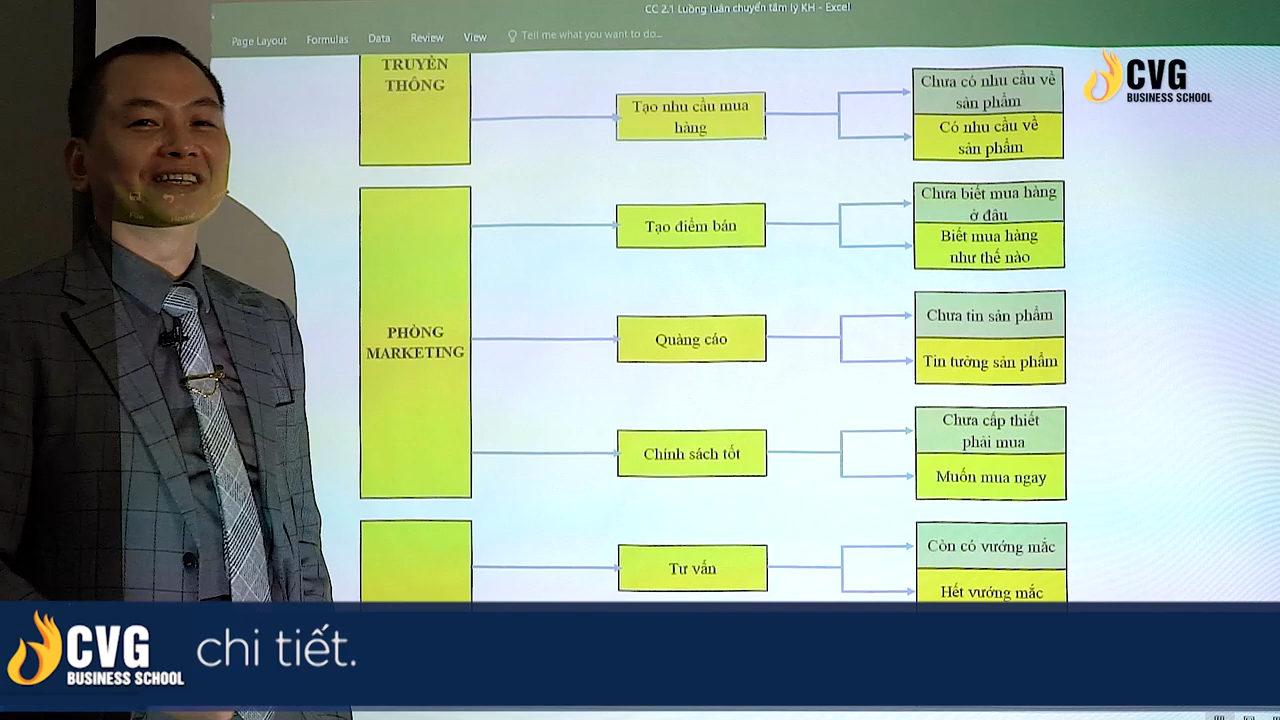 CC 2.1 Luồng luân chuyển tâm lý KH - Excel
Page Layout
Formulas
Data
Review
View
Tell me what you want to do...
CVG
BUSINESS SCHOOL
TRUYỀN
THÔNG
Tạo nhu cầu mua
hàng
Chưa có nhu cầu về
sản phẩm
Có nhu cầu về
sản phẩm
PHÒNG
MARKETING
Tạo điểm bán
Chưa biết mua hàng
ở đâu
Biết mua hàng
như thế nào
Quảng cáo
Chưa tin sản phẩm
Tin tưởng sản phẩm
Chính sách tốt
Chưa cấp thiết
phải mua
Muốn mua ngay
Tư vấn
Còn có vướng mắc
Hết vướng mắc
CVG
BUSINESS SCHOOL
chi tiết.